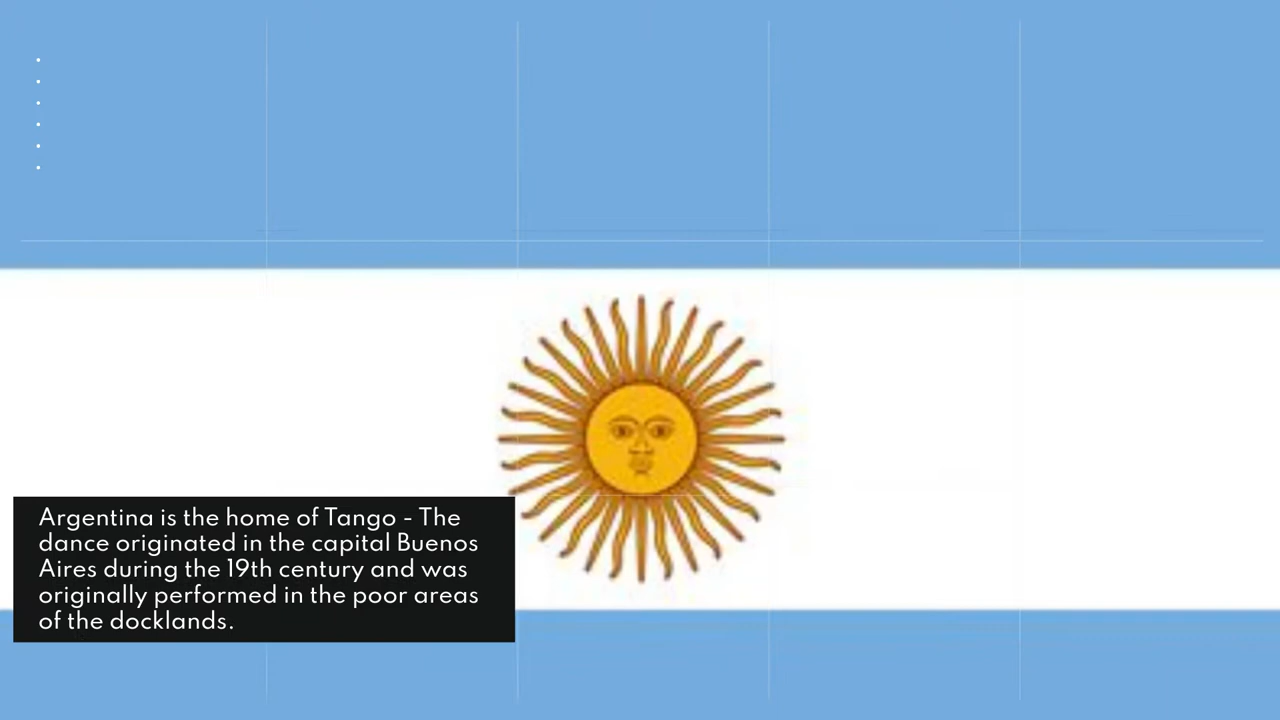 Argentina is the home of Tango - The
dance originated in the capital Buenos
Aires during the 19th century and was
originally performed in the poor areas
of the docklands.